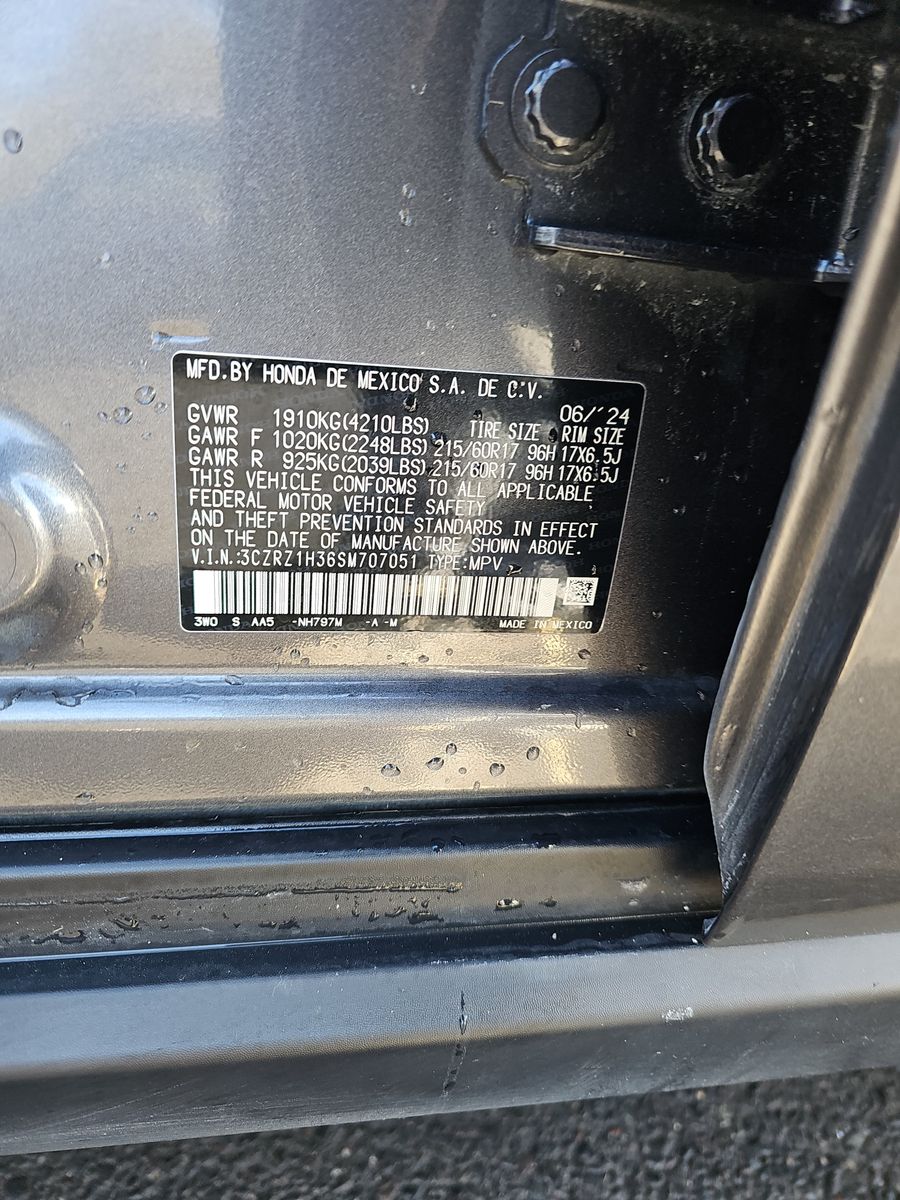 MFD.BY HONDA DE MEXICO S.A. DE C.V.
06/'24
GVWR 1910KG(4210LBS) TIRE SIZE RIM SIZE
GAWR F 1020KG(2248LBS) 215/60R17 96H 17X6.5J
GAWR R 925KG(2039LBS) 215/60R17 96H 17X6.5J
THIS VEHICLE CONFORMS TO ALL APPLICABLE
FEDERAL MOTOR VEHICLE SAFETY
AND THEFT PREVENTION STANDARDS IN EFFECT
ON THE DATE OF MANUFACTURE SHOWN ABOVE.
V.I.N.:3CZRZ1H36SM707051 TYPE:MPV
3W0 S AA5 -NH797M -A -M MADE IN MEXICO